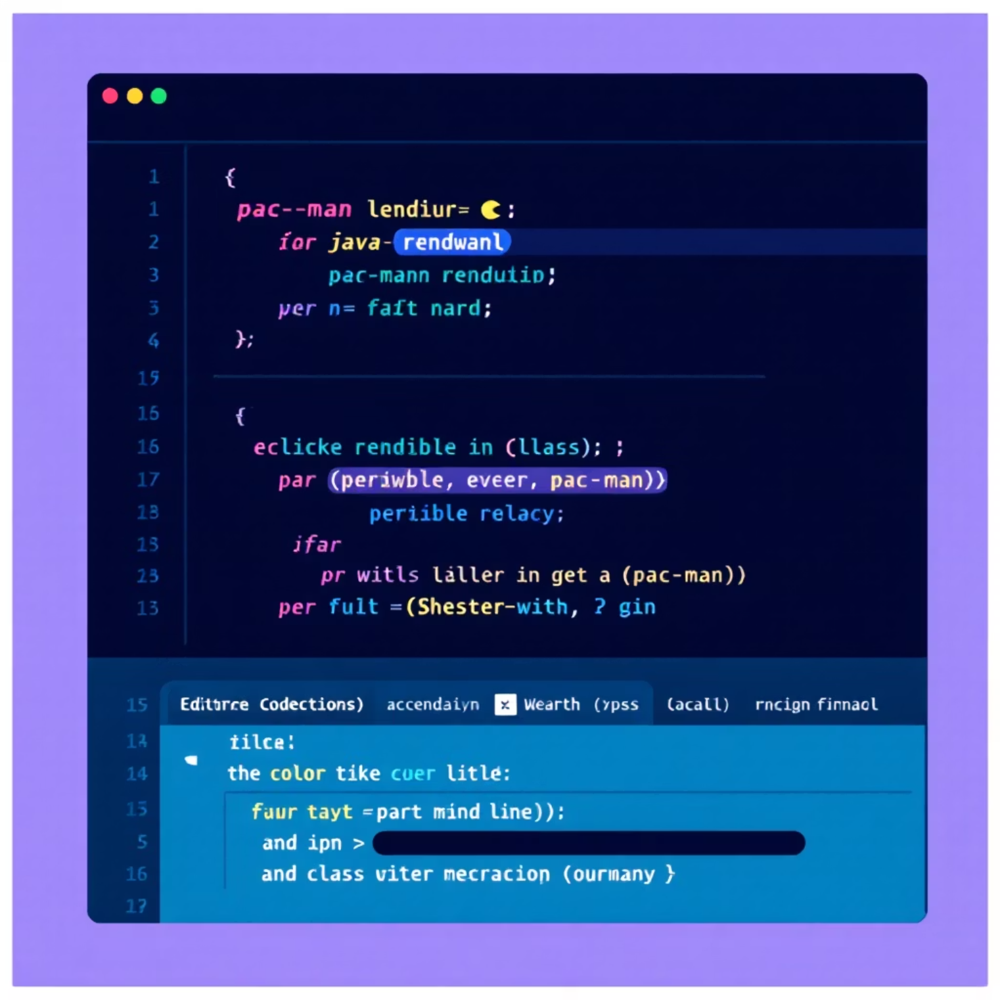 1 {
1 pac--man lendiur= ;
2 for java-rendwanl
3 pac-mann rendutip;
3 per n= faft nard;
4 };
19
15 {
16 eclicke rendible in (llass); ;
17 par (periwble, eveer, pac-man))
13 periible relacy;
13 ifar
23 pr witls laller in get a (pac-man))
13 per fult =(Shester-with, ? gin
15 Editince Codections) accendaiyn x Wearth (ypss (acall) rncign finnaol
14 tilce!
14 the color tike cuer litle:
15 fuur tayt =part mind line));
5 and ipn >
16 and class viter mecracion (ourmany }
17